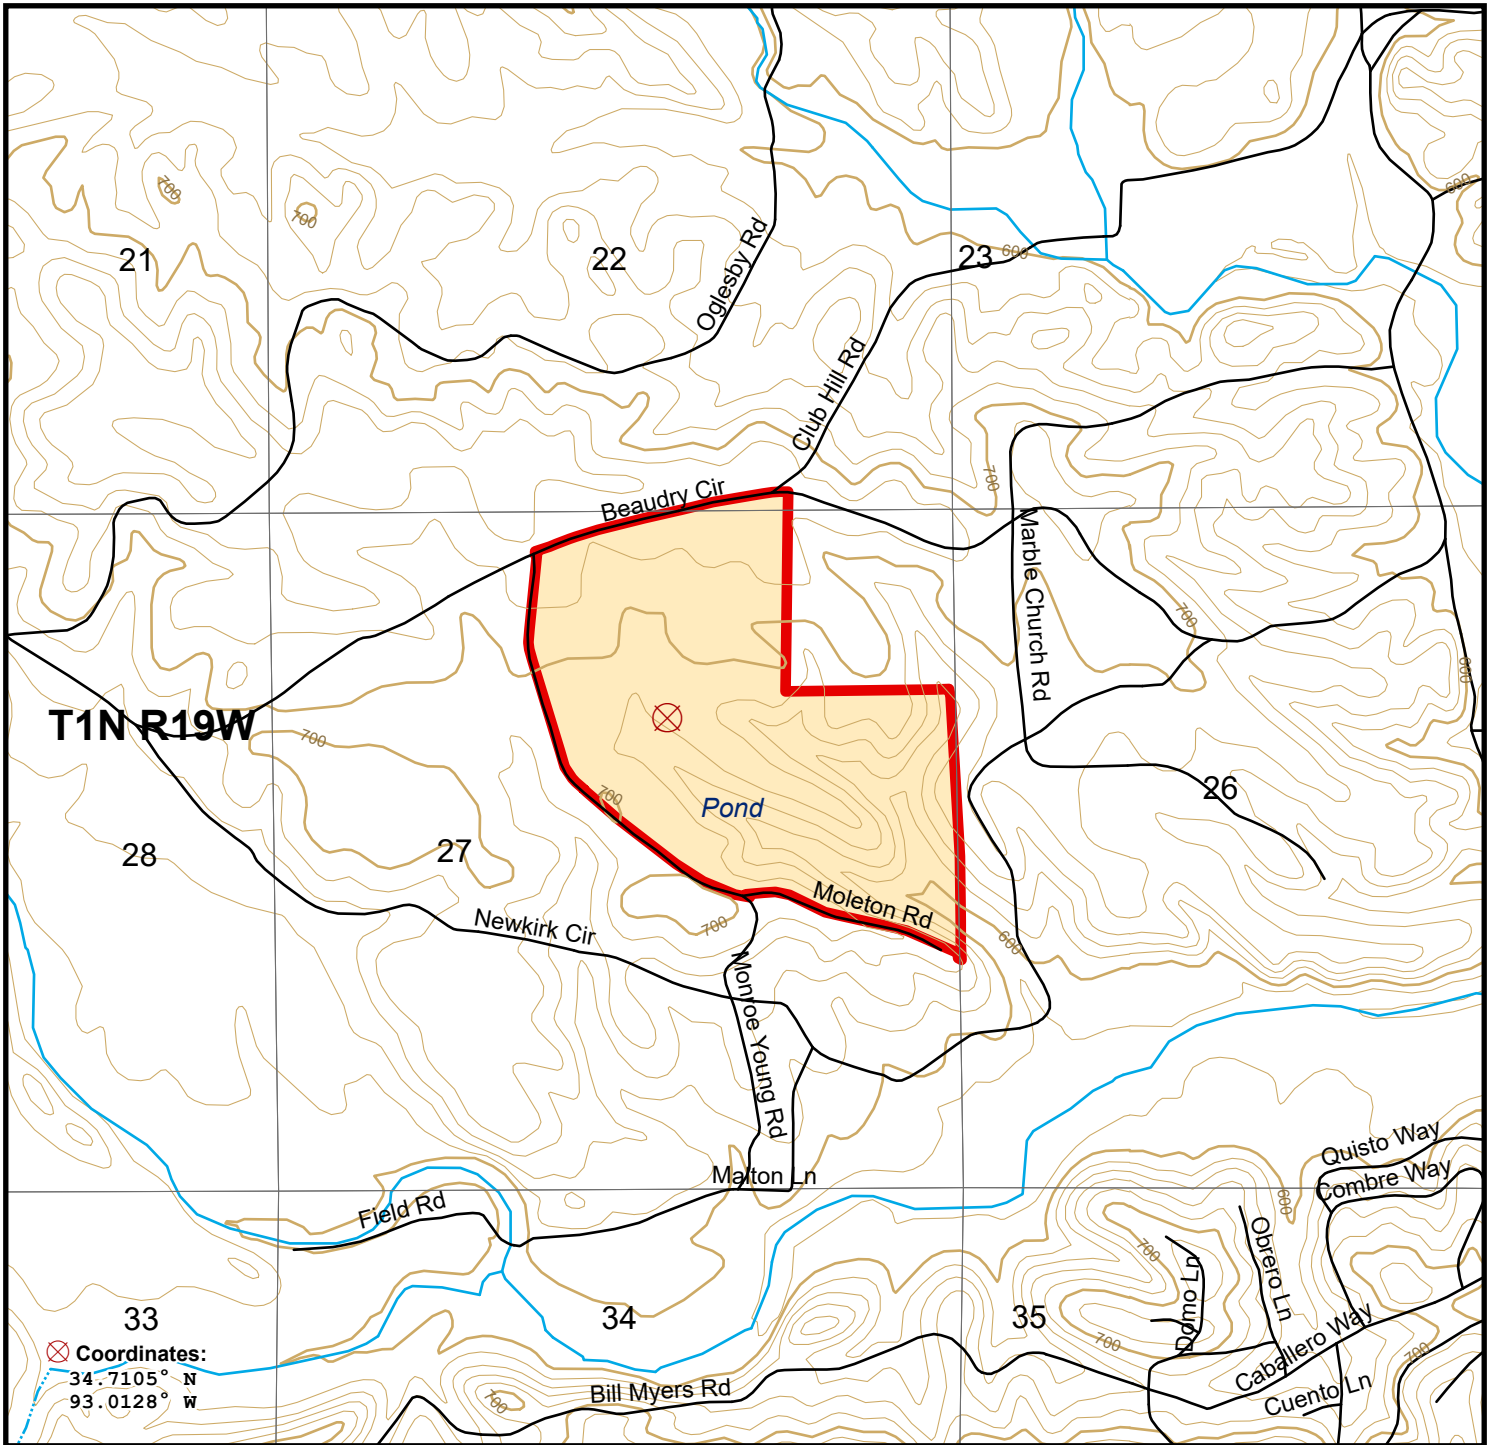 700
700
600
21
22
Oglesby Rd
23
600
Club Hill Rd
700
Beaudry Cir
Marble Church Rd
700
600
T1N R19W
700
700
Pond
26
28
27
Moleton Rd
Newkirk Cir
700
600
Monroe Young Rd
Malton Ln
Quisto Way
Combre Way
Field Rd
600
Obrero Ln
700
Domo Ln
33
34
35
700
Caballero Way
700
Coordinates:
34.7105° N
93.0128° W
700
Bill Myers Rd
Cuento Ln